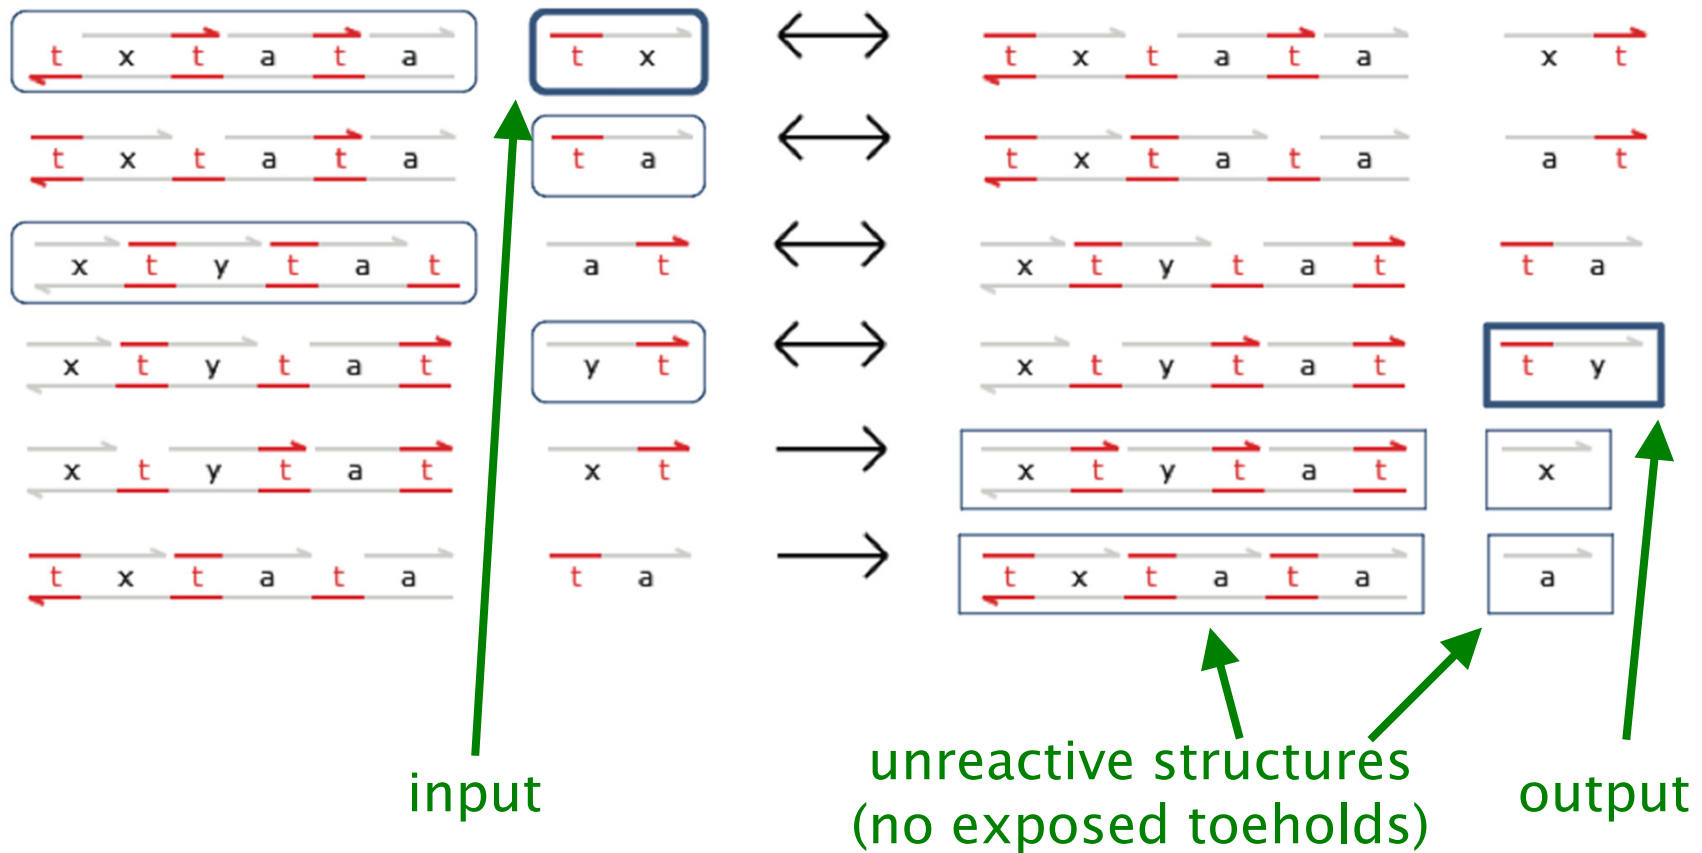 t x t a t a t x t x t a t a x t
t x t a t a t a t x t a t a a t
x t y t a t a t x t y t a t t a
x t y t a t y t x t y t a t t y
x t y t a t x t x t y t a t x
t x t a t a t a t x t a t a a
input
unreactive structures
(no exposed toeholds)
output